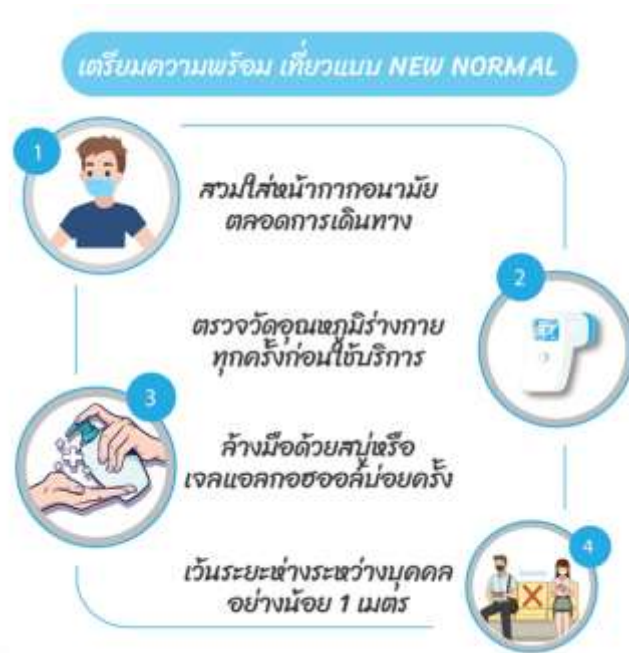 เตรียมความพร้อม เที่ยวแบบ NEW NORMAL
1
สวมใส่หน้ากากอนามัย
ตลอดการเดินทาง
2
ตรวจวัดอุณหภูมิร่างกาย
ทุกครั้งก่อนใช้บริการ
3
ล้างมือด้วยสบู่หรือ
เจลแอลกอฮอล์บ่อยครั้ง
4
เว้นระยะห่างระหว่างบุคคล
อย่างน้อย 1 เมตร